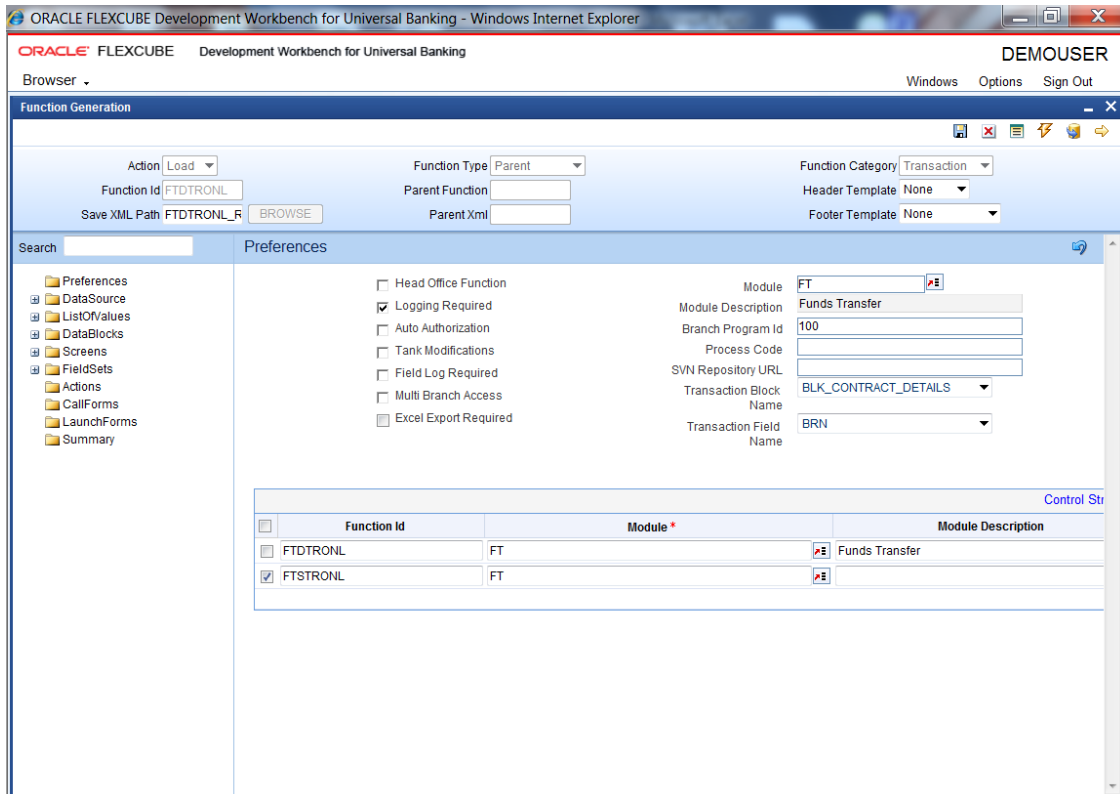 ORACLE FLEXCUBE Development Workbench for Universal Banking - Windows Internet Explorer
ORACLE FLEXCUBE Development Workbench for Universal Banking DEMOUSER
Browser Windows Options Sign Out
Function Generation
Action Load Function Type Parent Function Category Transaction
Function Id FTDTRONL Parent Function Header Template None
Save XML Path FTDTRONL_R BROWSE Parent Xml Footer Template None
Search Preferences
Preferences
DataSource
ListOfValues
DataBlocks
Screens
FieldSets
Actions
CallForms
LaunchForms
Summary
Head Office Function
Logging Required
Auto Authorization
Tank Modifications
Field Log Required
Multi Branch Access
Excel Export Required
Module FT
Module Description Funds Transfer
Branch Program Id 100
Process Code
SVN Repository URL
Transaction Block Name BLK_CONTRACT_DETAILS
Transaction Field Name BRN
Control Str
Function Id Module * Module Description
FTDTRONL FT Funds Transfer
FTSTRONL FT